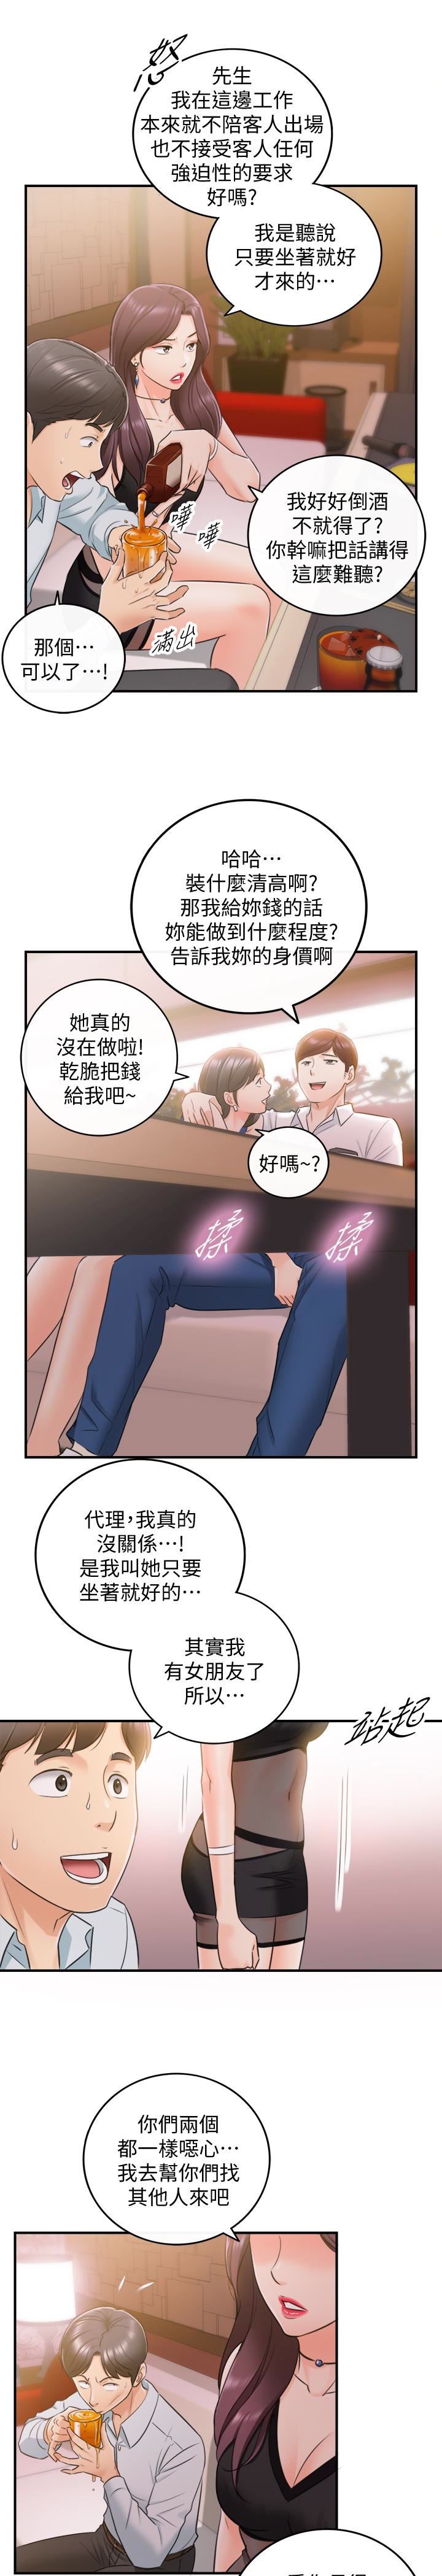 怒
先生
我在這邊工作
本來就不陪客人出場
也不接受客人任何
強迫性的要求
好嗎?
我是聽說
只要坐著就好
才來的…
我好好倒酒
不就得了?
你幹嘛把話講得
這麼難聽?
嘩
嘩
滿出
那個…
可以了…!
哈哈…
裝什麼清高啊?
那我給妳錢的話
妳能做到什麼程度?
告訴我妳的身價啊
她真的
沒在做啦!
乾脆把錢
給我吧~
好嗎~?
揉
揉
代理,我真的
沒關係…!
是我叫她只要
坐著就好的…
其實我
有女朋友了
所以…
站起
你們兩個
都一樣噁心…
我去幫你們找
其他人來吧